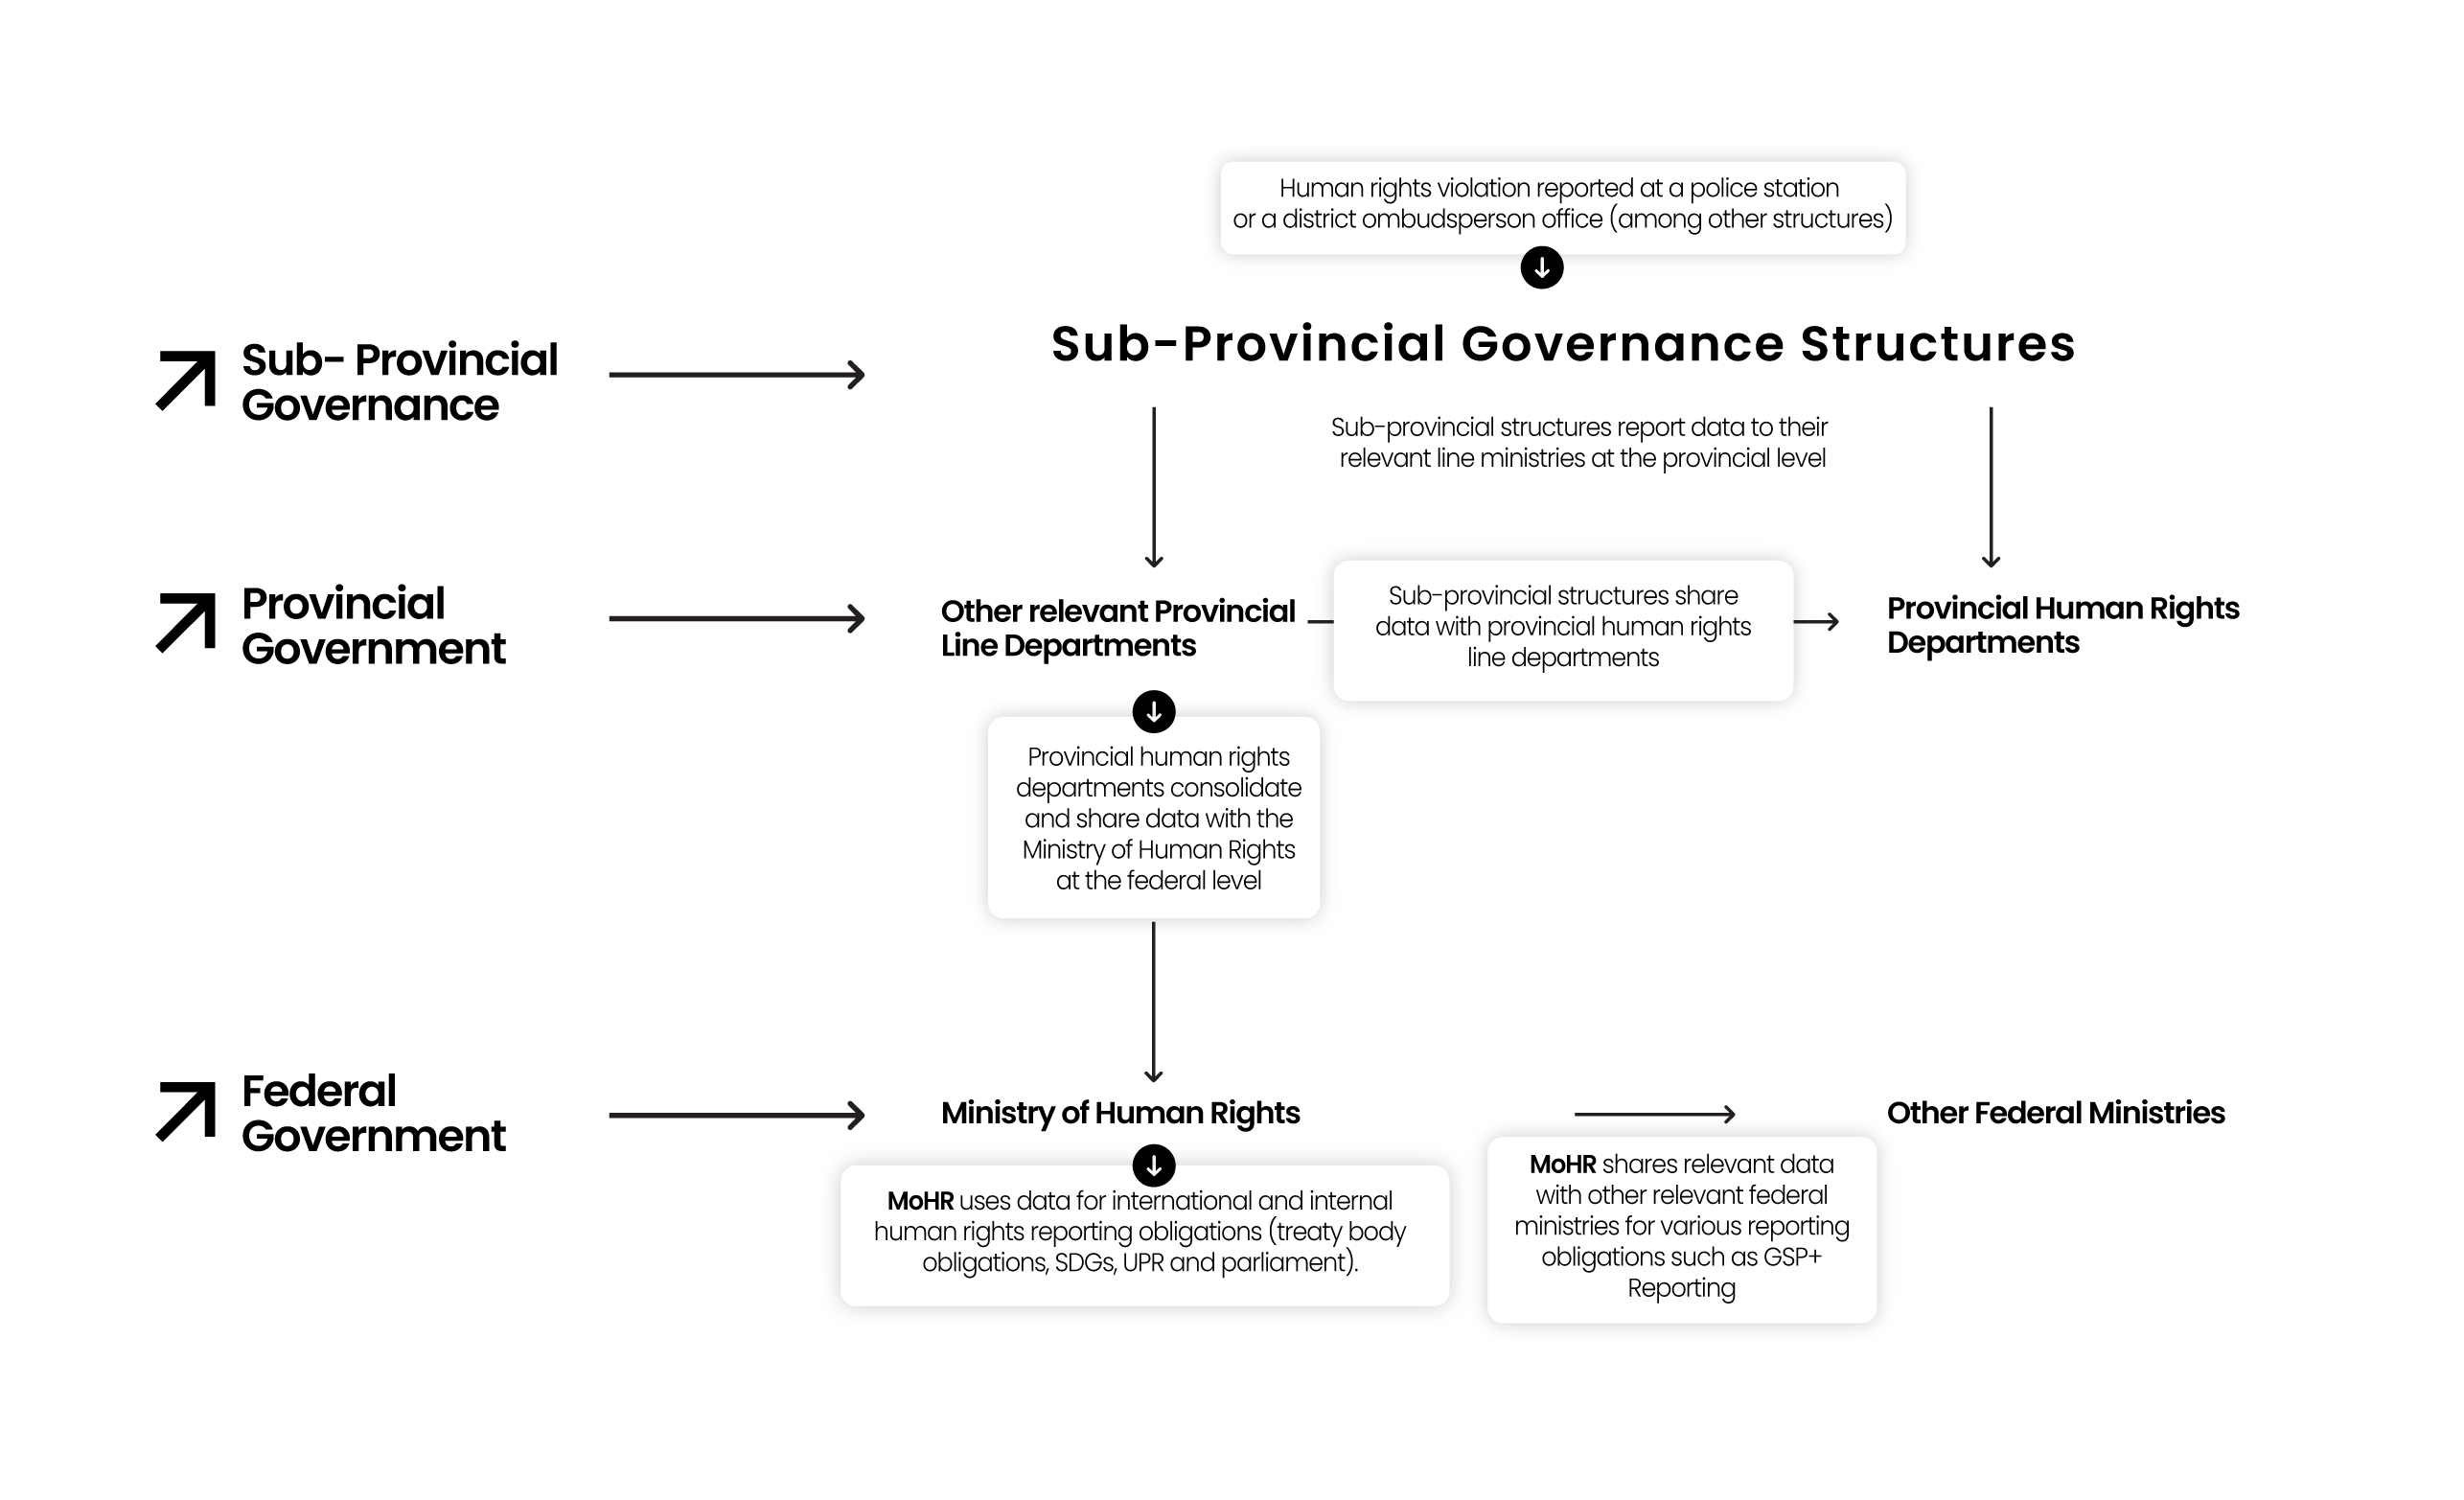 Human rights violation reported at a police station
or a district ombudsperson office (among other structures)
Sub- Provincial
Governance
Sub-Provincial Governance Structures
Sub-provincial structures report data to their
relevant line ministries at the provincial level
Provincial
Government
Other relevant Provincial
Line Departments
Sub-provincial structures share
data with provincial human rights
line departments
Provincial Human Rights
Departments
Provincial human rights
departments consolidate
and share data with the
Ministry of Human Rights
at the federal level
Federal
Government
Ministry of Human Rights
Other Federal Ministries
MoHR uses data for international and internal
human rights reporting obligations (treaty body
obligations, SDGs, UPR and parliament).
MoHR shares relevant data
with other relevant federal
ministries for various reporting
obligations such as GSP+
Reporting